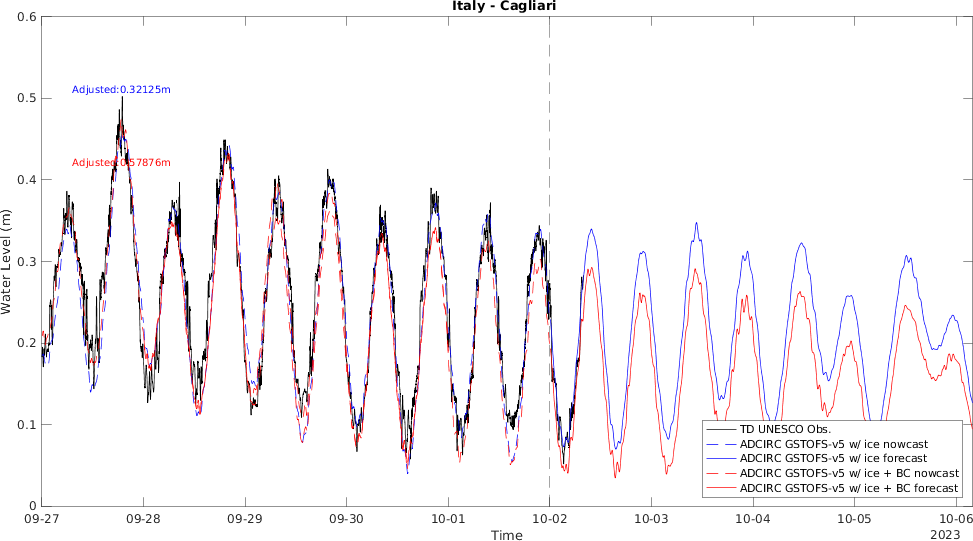 Italy - Cagliari
Water Level (m)
0.6
0.5
0.4
0.3
0.2
0.1
0
Adjusted:0.32125m
Adjusted:0.57876m
TD UNESCO Obs.
ADCIRC GSTOFS-v5 w/ ice nowcast
ADCIRC GSTOFS-v5 w/ ice forecast
ADCIRC GSTOFS-v5 w/ ice + BC nowcast
ADCIRC GSTOFS-v5 w/ ice + BC forecast
09-27 09-28 09-29 09-30 10-01 10-02 10-03 10-04 10-05 10-06
Time
2023